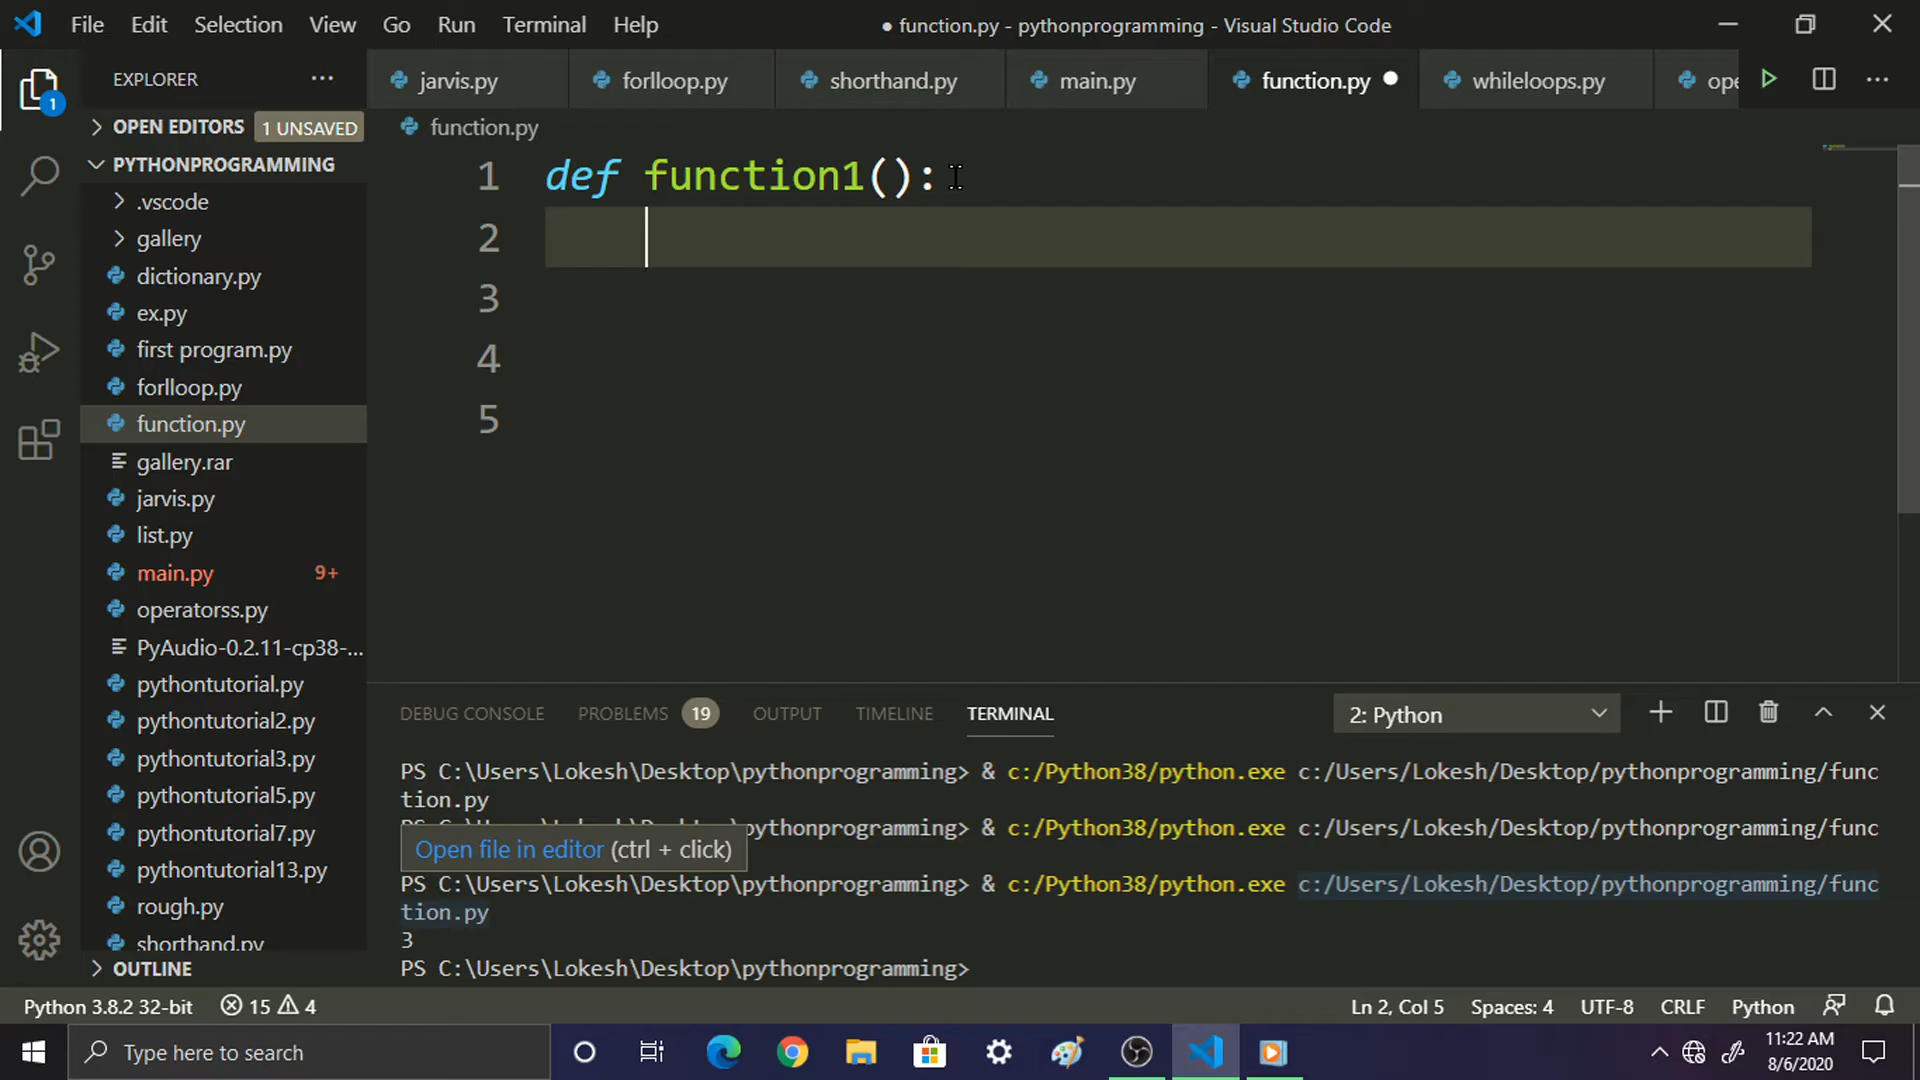 File Edit Selection View Go Run Terminal Help
● function.py - pythonprogramming - Visual Studio Code
EXPLORER ···
jarvis.py forlloop.py shorthand.py main.py function.py whileloops.py ope
OPEN EDITORS 1 UNSAVED
function.py
PYTHONPROGRAMMING
.vscode
gallery
dictionary.py
ex.py
first program.py
forlloop.py
function.py
gallery.rar
jarvis.py
list.py
main.py 9+
operatorss.py
PyAudio-0.2.11-cp38-...
pythontutorial.py
pythontutorial2.py
pythontutorial3.py
pythontutorial5.py
pythontutorial7.py
pythontutorial13.py
rough.py
shorthand.py
OUTLINE
1 def function1():
2
3
4
5
DEBUG CONSOLE PROBLEMS 19 OUTPUT TIMELINE TERMINAL 2: Python
PS C:\Users\Lokesh\Desktop\pythonprogramming> & c:/Python38/python.exe c:/Users/Lokesh/Desktop/pythonprogramming/func
tion.py
PS C:\Users\Lokesh\Desktop\pythonprogramming> & c:/Python38/python.exe c:/Users/Lokesh/Desktop/pythonprogramming/func
Open file in editor (ctrl + click)
PS C:\Users\Lokesh\Desktop\pythonprogramming> & c:/Python38/python.exe c:/Users/Lokesh/Desktop/pythonprogramming/func
tion.py
3
PS C:\Users\Lokesh\Desktop\pythonprogramming>
1
Python 3.8.2 32-bit 15 4 Ln 2, Col 5 Spaces: 4 UTF-8 CRLF Python
Type here to search
11:22 AM
8/6/2020